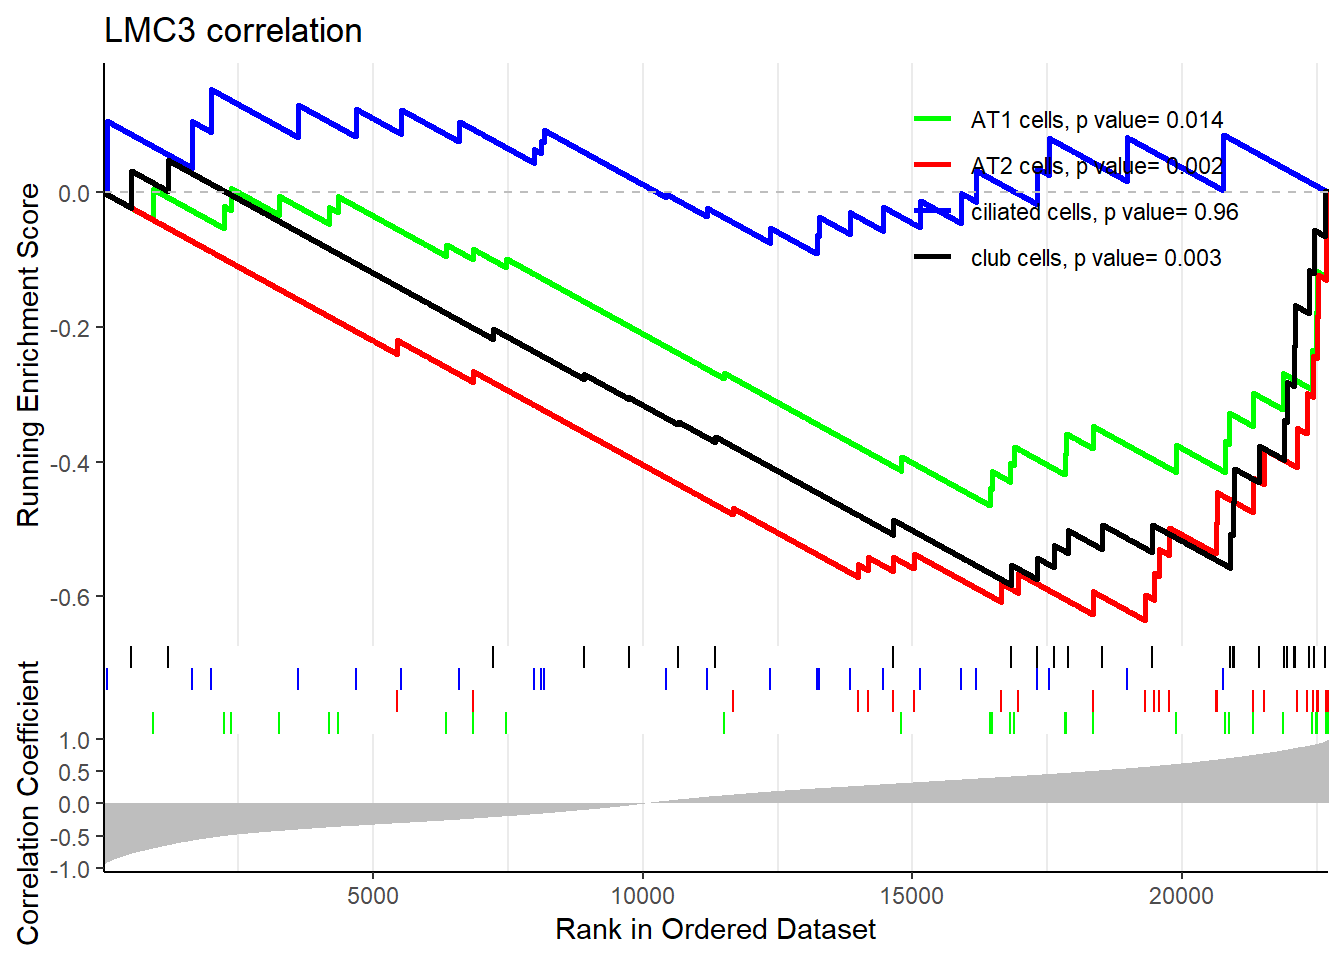 LMC3 correlation
Running Enrichment Score
0.0
-0.2
-0.4
-0.6
AT1 cells, p value= 0.014
AT2 cells, p value= 0.002
ciliated cells, p value= 0.96
club cells, p value= 0.003
Correlation Coefficient
1.0
0.5
0.0
-0.5
-1.0
5000
10000
15000
20000
Rank in Ordered Dataset